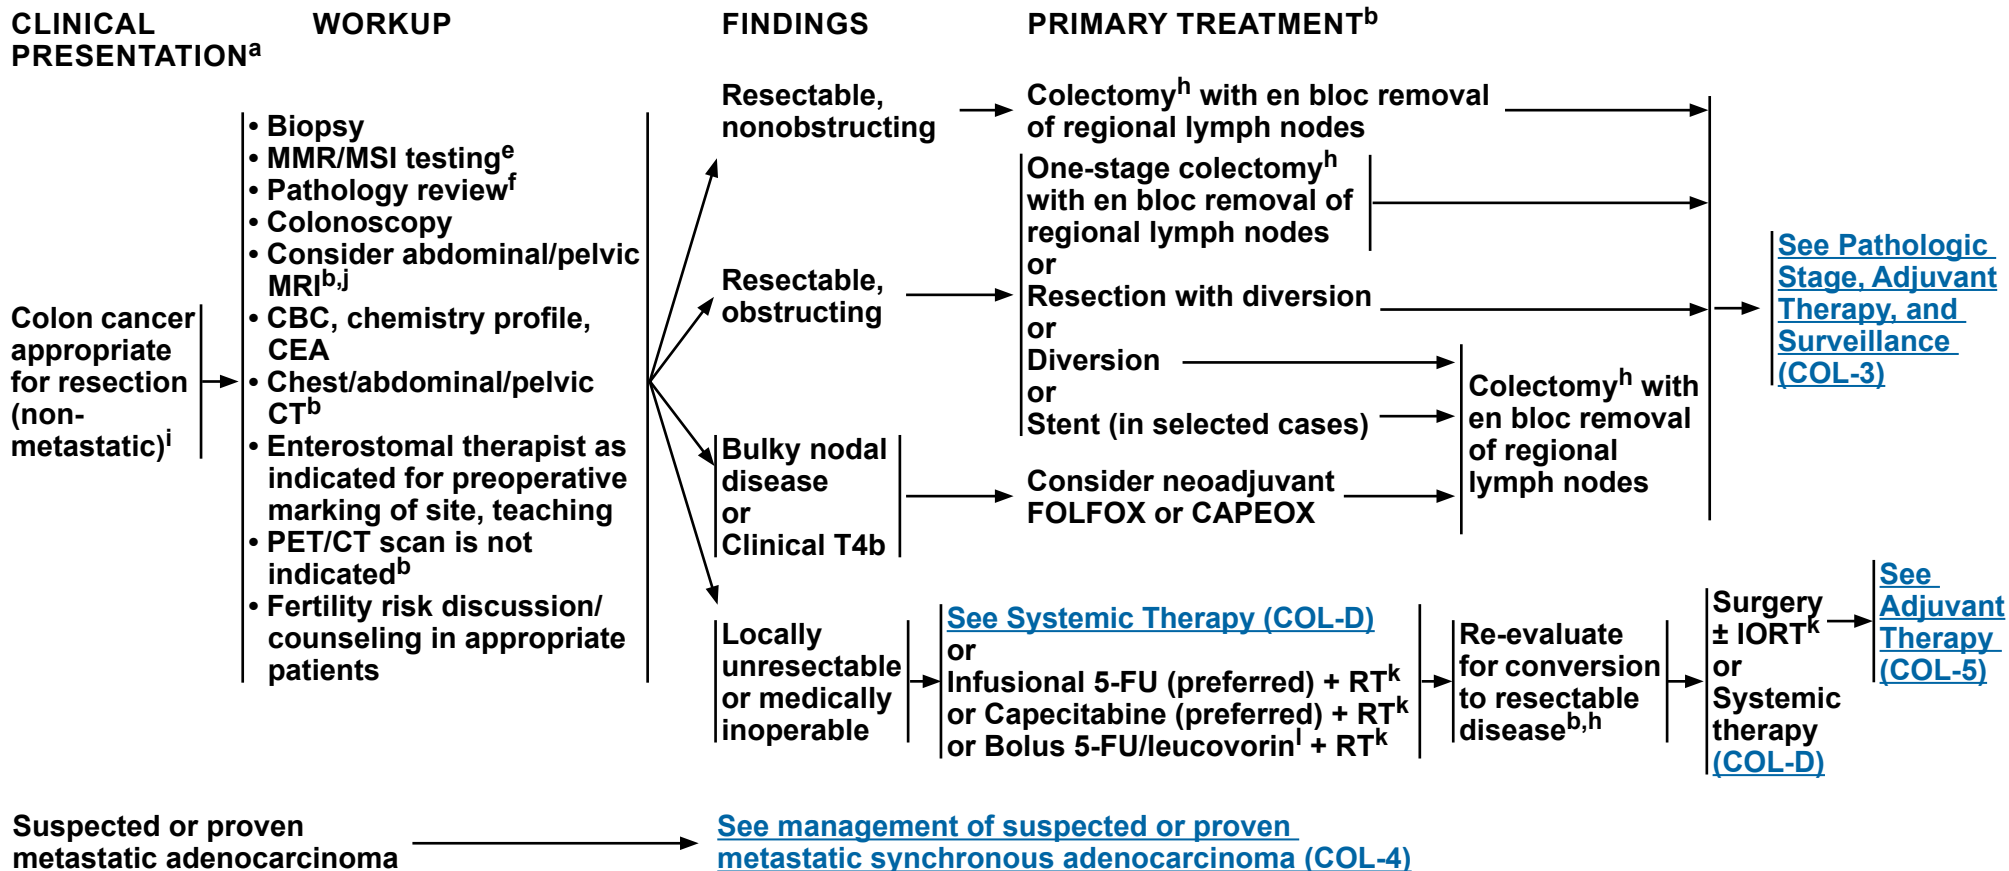 CLINICAL
PRESENTATIONa
WORKUP
FINDINGS
PRIMARY TREATMENTb
Colon cancer
appropriate
for resection
(non-
metastatic)i
• Biopsy
• MMR/MSI testinge
• Pathology reviewf
• Colonoscopy
• Consider abdominal/pelvic
MRIb,j
• CBC, chemistry profile,
CEA
• Chest/abdominal/pelvic
CTb
• Enterostomal therapist as
indicated for preoperative
marking of site, teaching
• PET/CT scan is not
indicatedb
• Fertility risk discussion/
counseling in appropriate
patients
Resectable,
nonobstructing
Colectomyh with en bloc removal
of regional lymph nodes
Resectable,
obstructing
One-stage colectomyh
with en bloc removal of
regional lymph nodes
or
Resection with diversion
or
Diversion
or
Stent (in selected cases)
Bulky nodal
disease
or
Clinical T4b
Consider neoadjuvant
FOLFOX or CAPEOX
Colectomyh with
en bloc removal
of regional
lymph nodes
See Pathologic
Stage, Adjuvant
Therapy, and
Surveillance
(COL-3)
Locally
unresectable
or medically
inoperable
See Systemic Therapy (COL-D)
or
Infusional 5-FU (preferred) + RTk
or Capecitabine (preferred) + RTk
or Bolus 5-FU/leucovorinl + RTk
Re-evaluate
for conversion
to resectable
diseaseb,h
Surgery
± IORTk
or
Systemic
therapy
(COL-D)
See
Adjuvant
Therapy
(COL-5)
Suspected or proven
metastatic adenocarcinoma
See management of suspected or proven
metastatic synchronous adenocarcinoma (COL-4)